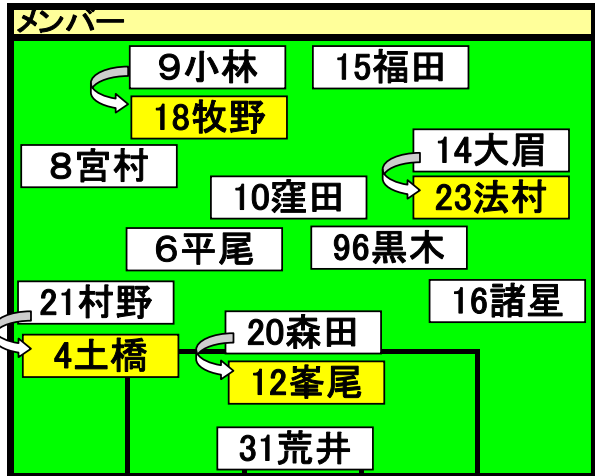 メンバー
９小林
15福田
18牧野
14大眉
８宮村
23法村
10窪田
６平尾
96黒木
21村野
16諸星
20森田
4土橋
12峯尾
31荒井